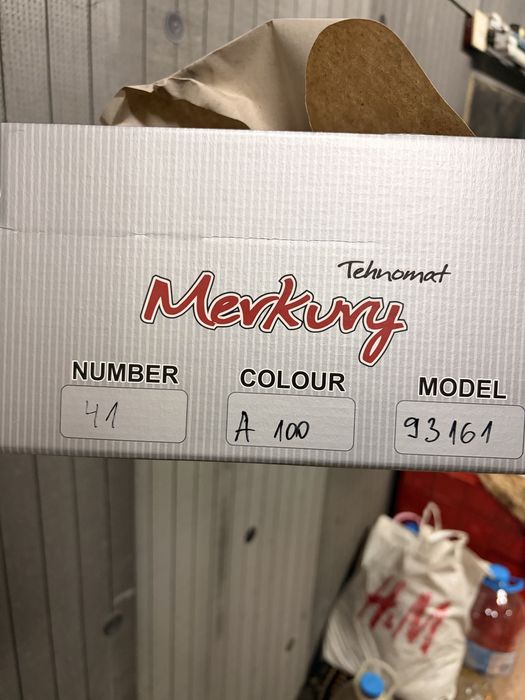 Tehnomat
Merkury
NUMBER COLOUR MODEL
41 A 100 93161
H&M